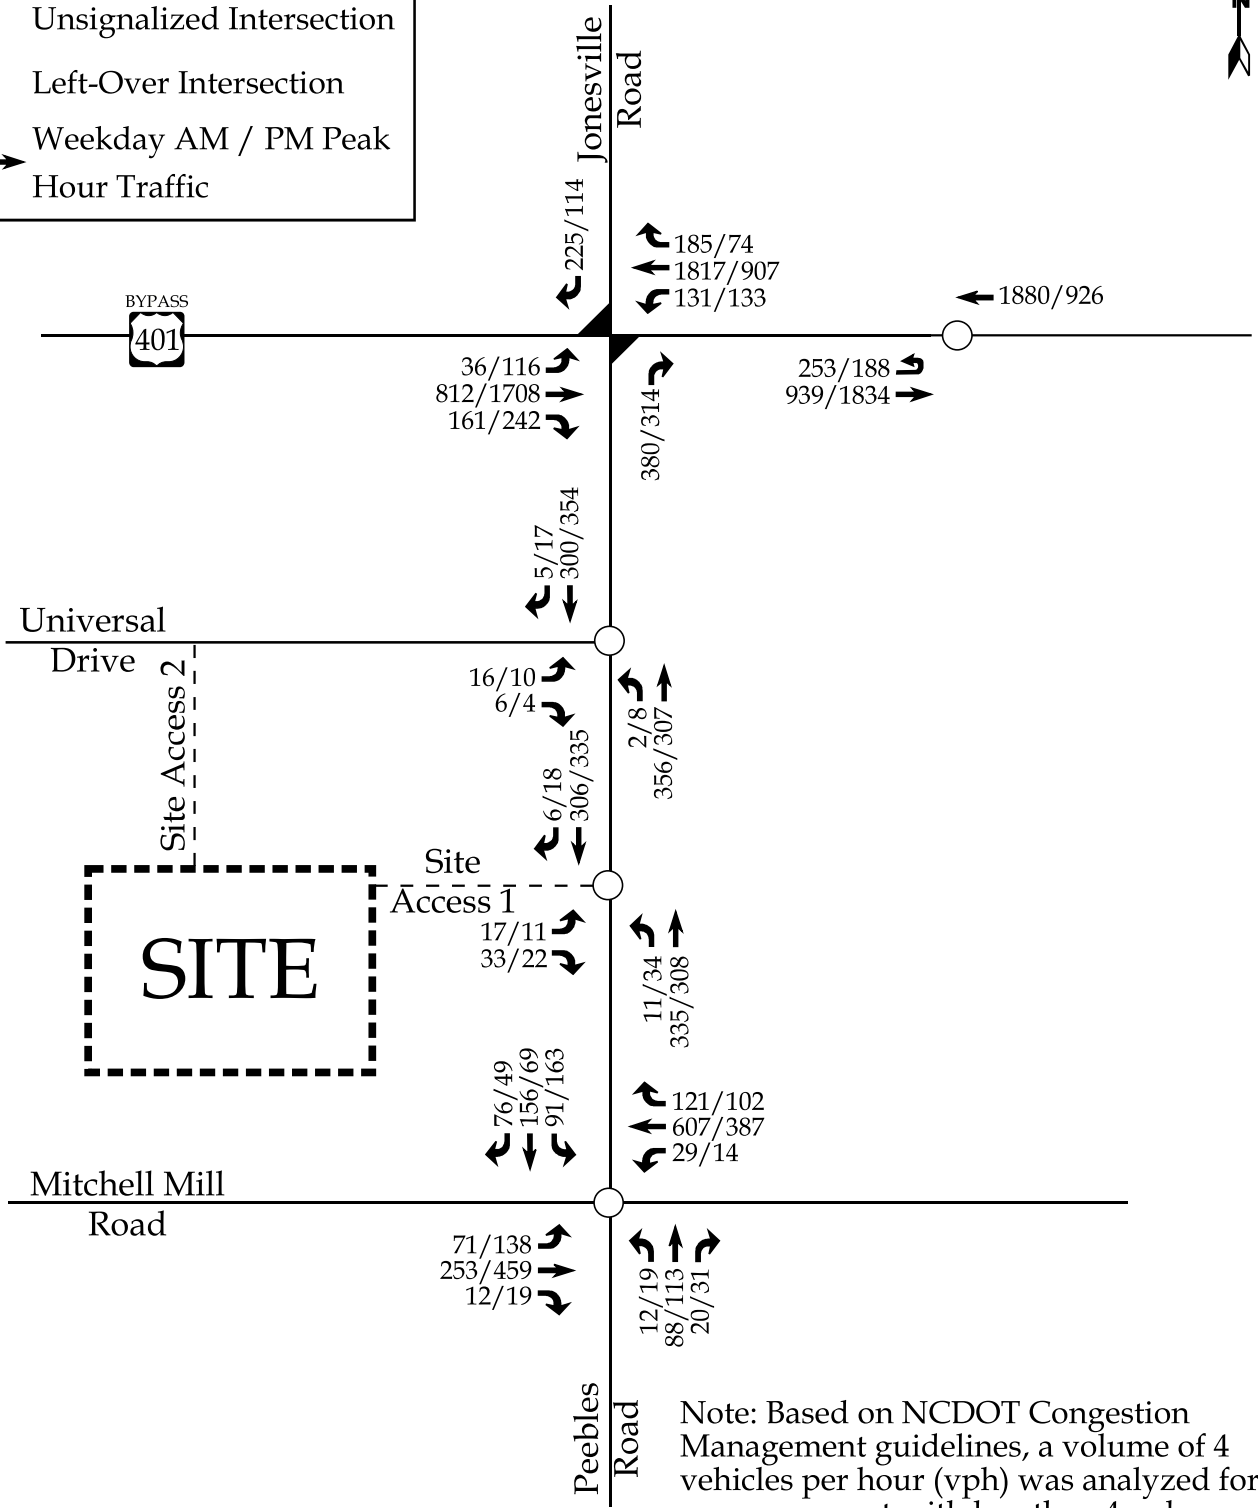 Unsignalized Intersection
Left-Over Intersection
Weekday AM / PM Peak
Hour Traffic
Jonesville
Road
N
225/114
185/74
1817/907
131/133
BYPASS
401
1880/926
36/116
812/1708
161/242
380/314
253/188
939/1834
5/17
300/354
Universal
Drive
16/10
6/4
2/8
356/307
Site Access 2
6/18
306/335
Site
Access 1
17/11
33/22
11/34
335/308
SITE
76/49
156/69
91/163
121/102
607/387
29/14
Mitchell Mill
Road
71/138
253/459
12/19
12/19
88/113
20/31
Peebles
Road
Note: Based on NCDOT Congestion
Management guidelines, a volume of 4
vehicles per hour (vph) was analyzed for